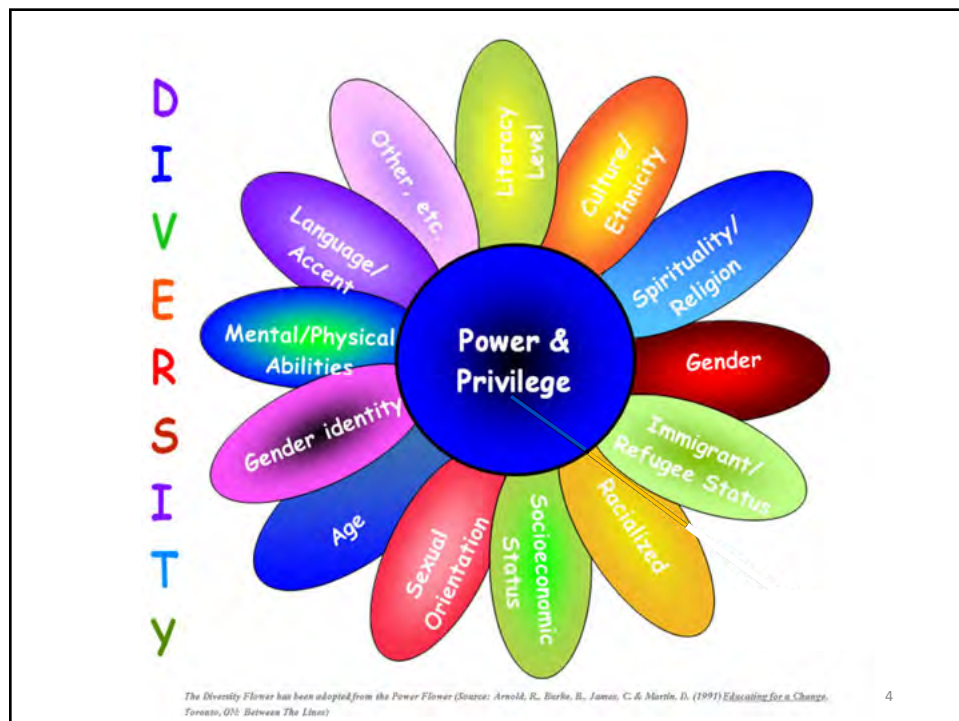 D
I
V
E
R
S
I
T
Y
Literacy
Level
Culture/
Ethnicity
Spirituality/
Religion
Gender
Immigrant/
Refugee Status
Racialized
Socioeconomic
Status
Sexual
Orientation
Age
Gender identity
Mental/Physical
Abilities
Language/
Accent
Other, etc.
Power &
Privilege
The Diversity Flower has been adopted from the Power Flower (Source: Arnold, R., Burke, B., James, C. & Martin, D. (1991) Educating for a Change.
Toronto, ON: Between The Lines)
4